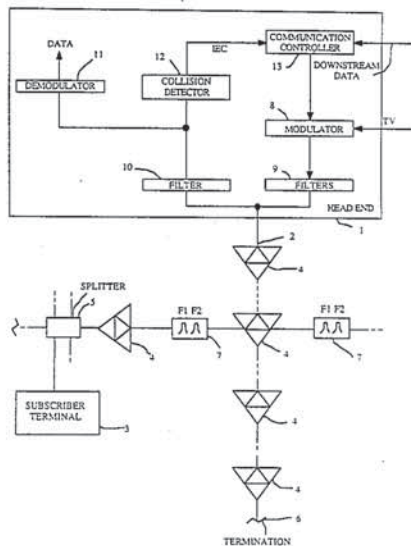 DATA
11
DEMODULATOR
12
COLLISION
DETECTOR
IEC
COMMUNICATION
CONTROLLER
13
DOWNSTREAM
DATA
8
MODULATOR
TV
10
FILTER
9
FILTERS
HEAD END
1
2
4
SPLITTER
5
4
F1 F2
7
4
F1 F2
7
SUBSCRIBER
TERMINAL
3
4
4
6
TERMINATION